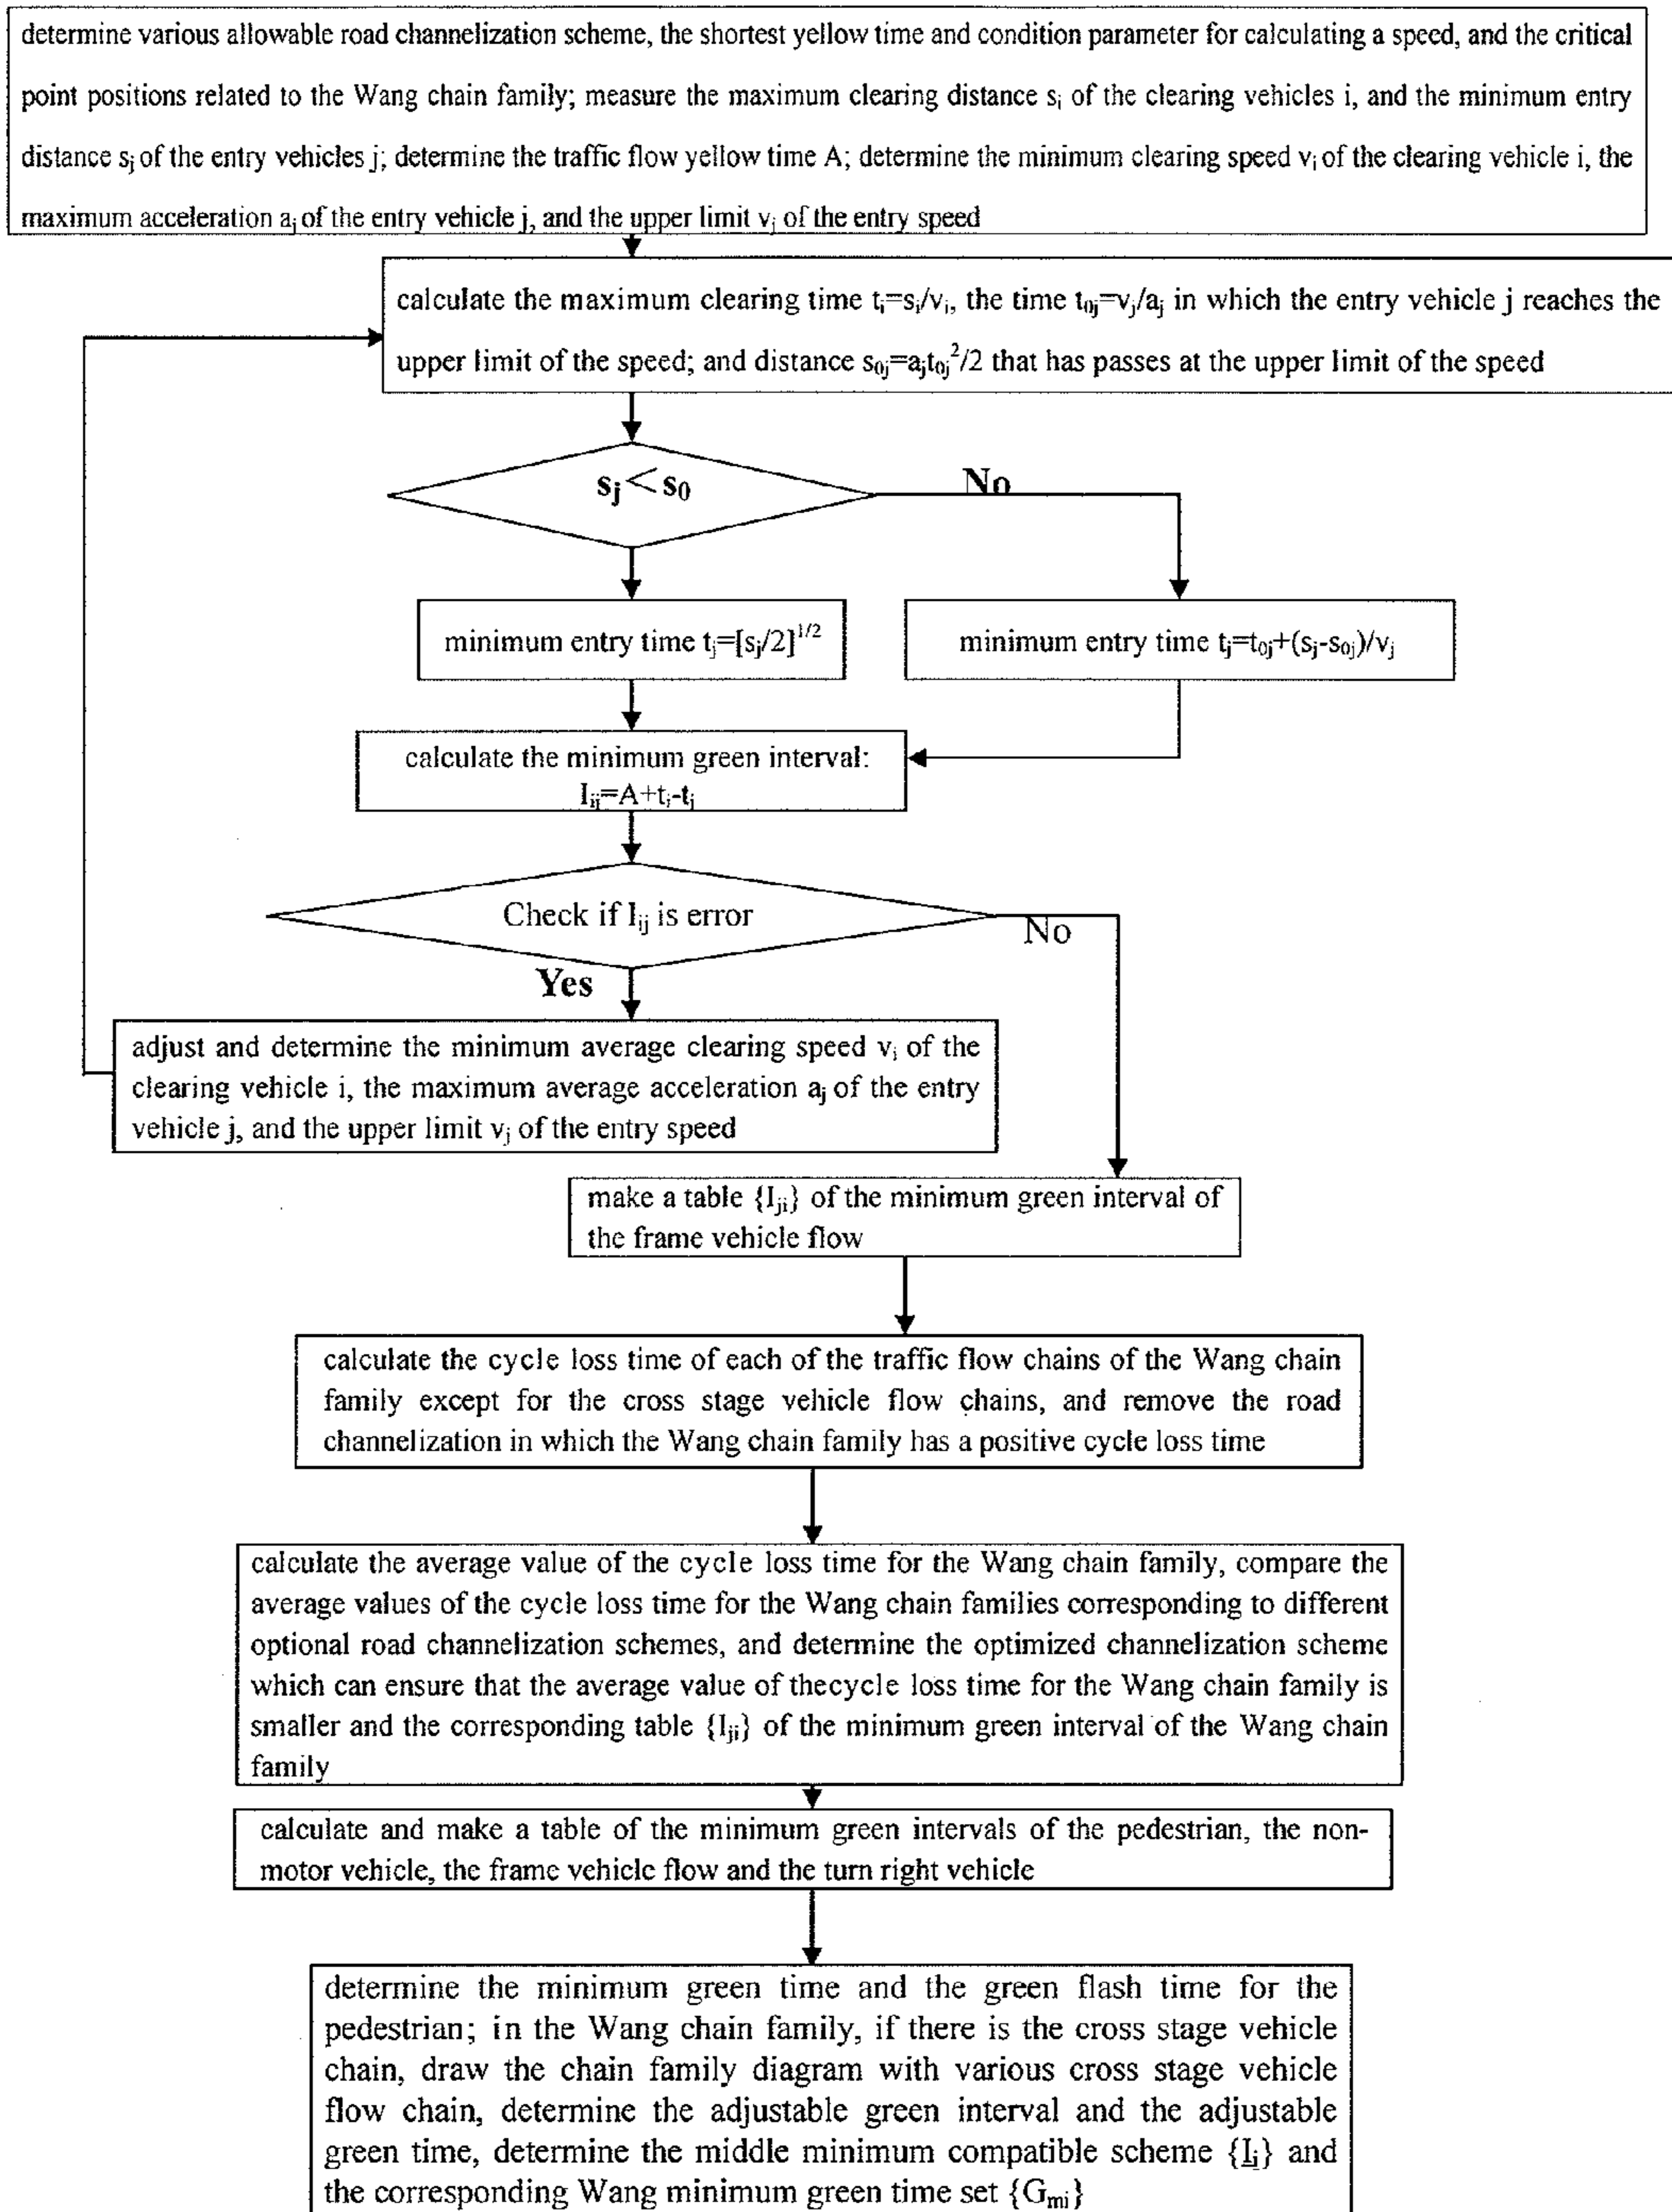 determine various allowable road channelization scheme, the shortest yellow time and condition parameter for calculating a speed, and the critical
point positions related to the Wang chain family; measure the maximum clearing distance sᵢ of the clearing vehicles i, and the minimum entry
distance sⱼ of the entry vehicles j; determine the traffic flow yellow time A; determine the minimum clearing speed vᵢ of the clearing vehicle i, the
maximum acceleration aⱼ of the entry vehicle j, and the upper limit vⱼ of the entry speed
calculate the maximum clearing time tᵢ=sᵢ/vᵢ, the time t₀ⱼ=vⱼ/aⱼ in which the entry vehicle j reaches the
upper limit of the speed; and distance s₀ⱼ=aⱼt₀ⱼ²/2 that has passes at the upper limit of the speed
sⱼ<s₀
No
minimum entry time tⱼ=[sⱼ/2]^1/2
minimum entry time tⱼ=t₀ⱼ+(sⱼ-s₀ⱼ)/vⱼ
calculate the minimum green interval:
Iᵢⱼ=A+tᵢ-tⱼ
Check if Iᵢⱼ is error
No
Yes
adjust and determine the minimum average clearing speed vᵢ of the
clearing vehicle i, the maximum average acceleration aⱼ of the entry
vehicle j, and the upper limit vⱼ of the entry speed
make a table {Iⱼᵢ} of the minimum green interval of
the frame vehicle flow
calculate the cycle loss time of each of the traffic flow chains of the Wang chain
family except for the cross stage vehicle flow chains, and remove the road
channelization in which the Wang chain family has a positive cycle loss time
calculate the average value of the cycle loss time for the Wang chain family, compare the
average values of the cycle loss time for the Wang chain families corresponding to different
optional road channelization schemes, and determine the optimized channelization scheme
which can ensure that the average value of thecycle loss time for the Wang chain family is
smaller and the corresponding table {Iⱼᵢ} of the minimum green interval of the Wang chain
family
calculate and make a table of the minimum green intervals of the pedestrian, the non-
motor vehicle, the frame vehicle flow and the turn right vehicle
determine the minimum green time and the green flash time for the
pedestrian; in the Wang chain family, if there is the cross stage vehicle
chain, draw the chain family diagram with various cross stage vehicle
flow chain, determine the adjustable green interval and the adjustable
green time, determine the middle minimum compatible scheme {Iⱼ} and
the corresponding Wang minimum green time set {Gₘᵢ}